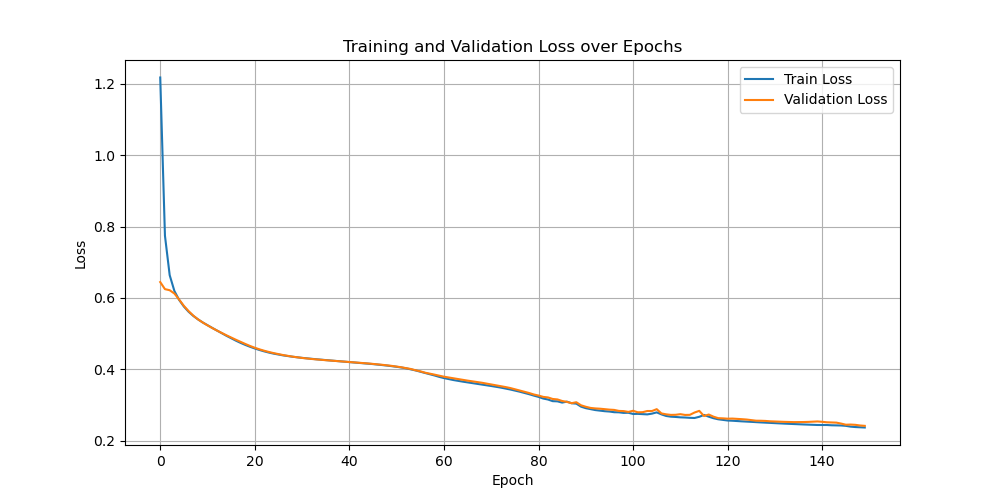 Training and Validation Loss over Epochs
Train Loss
Validation Loss
Loss
1.2
1.0
0.8
0.6
0.4
0.2
0 20 40 60 80 100 120 140
Epoch